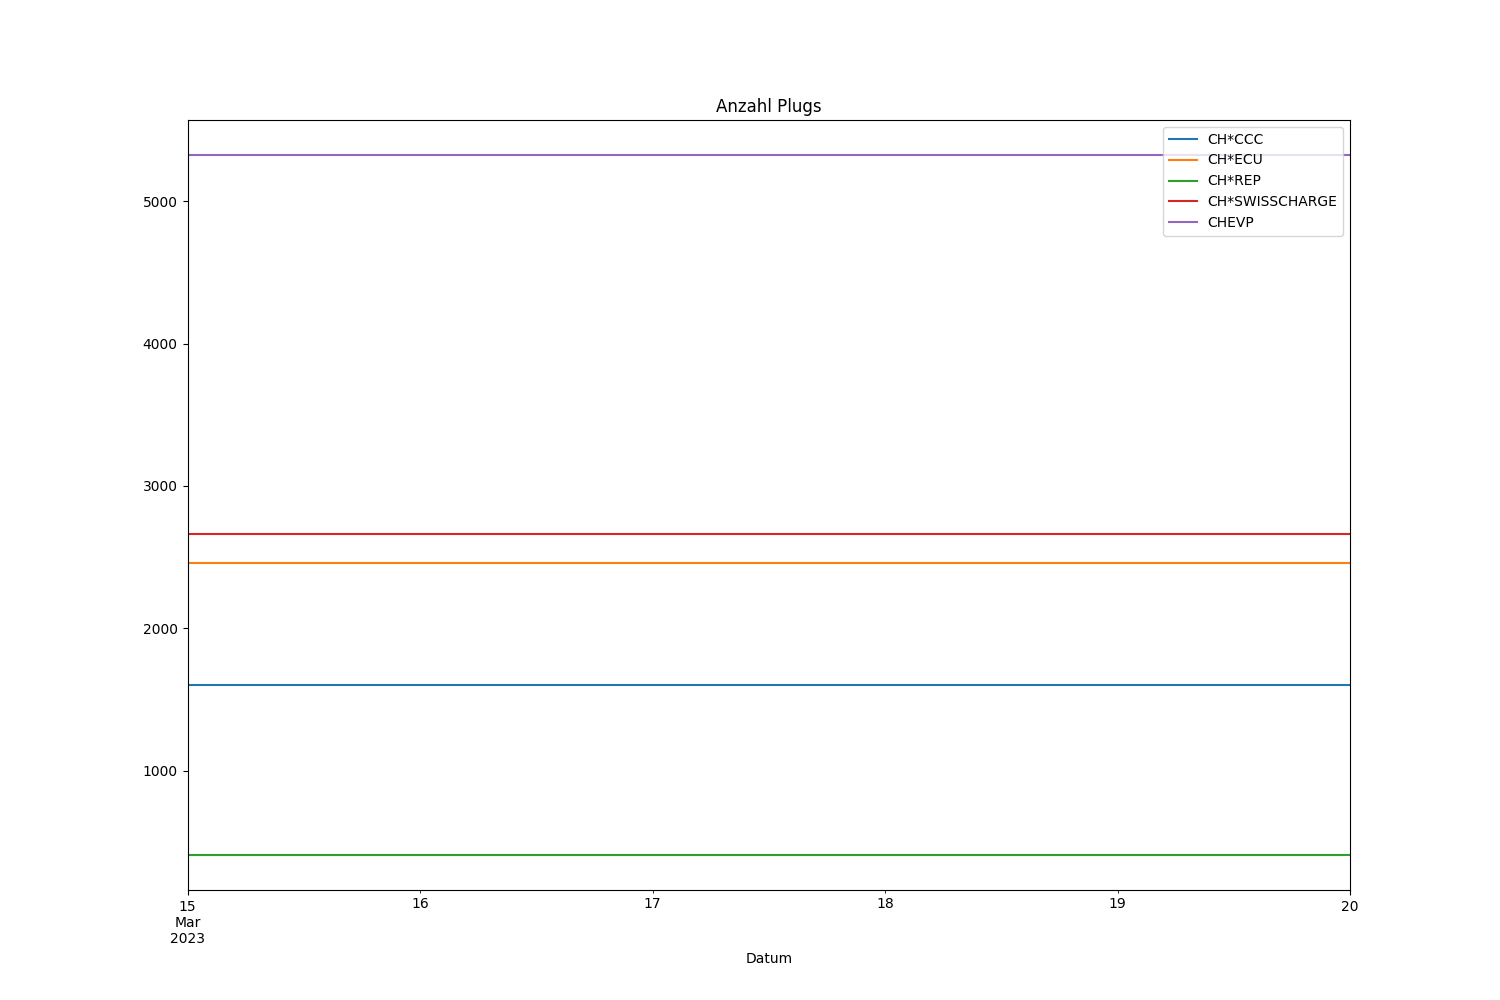 Anzahl Plugs
CH*CCC
CH*ECU
CH*REP
CH*SWISSCHARGE
CHEVP
5000
4000
3000
2000
1000
15 16 17 18 19 20
Mar
2023
Datum